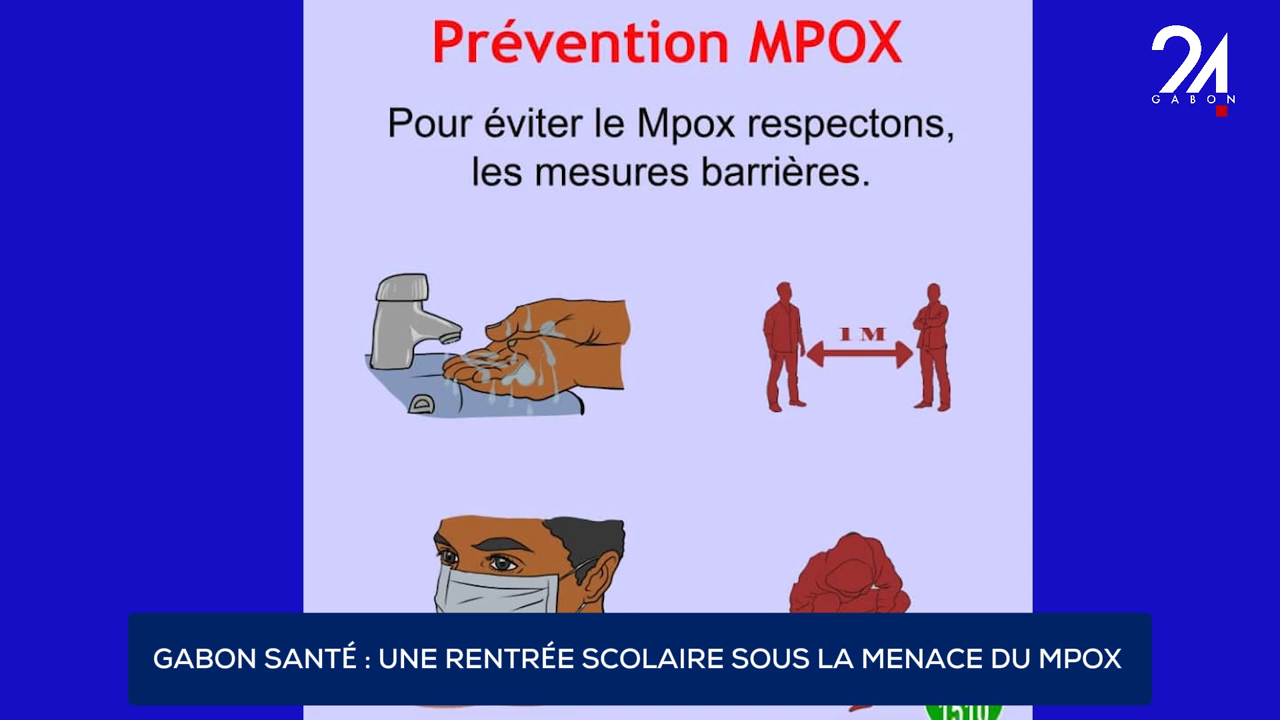 Prévention MPOX
24
GABON
Pour éviter le Mpox respectons,
les mesures barrières.
1 M
GABON SANTÉ : UNE RENTRÉE SCOLAIRE SOUS LA MENACE DU MPOX
1510